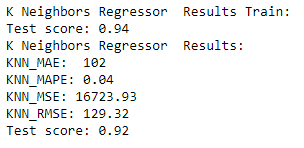 K Neighbors Regressor  Results Train:
Test score: 0.94
K Neighbors Regressor  Results:
KNN_MAE:  102
KNN_MAPE: 0.04
KNN_MSE: 16723.93
KNN_RMSE: 129.32
Test score: 0.92